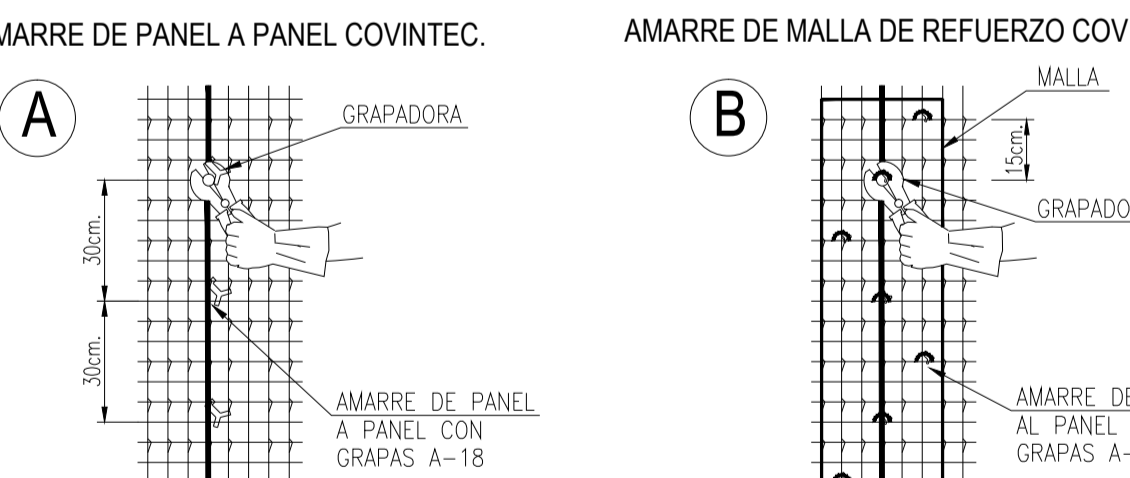 MARRE DE PANEL A PANEL COVINTEC.
A
GRAPADORA
30cm.
30cm.
AMARRE DE PANEL
A PANEL CON
GRAPAS A-18
AMARRE DE MALLA DE REFUERZO COV
B
MALLA
15cm.
GRAPADO
AMARRE DE
AL PANEL
GRAPAS A-